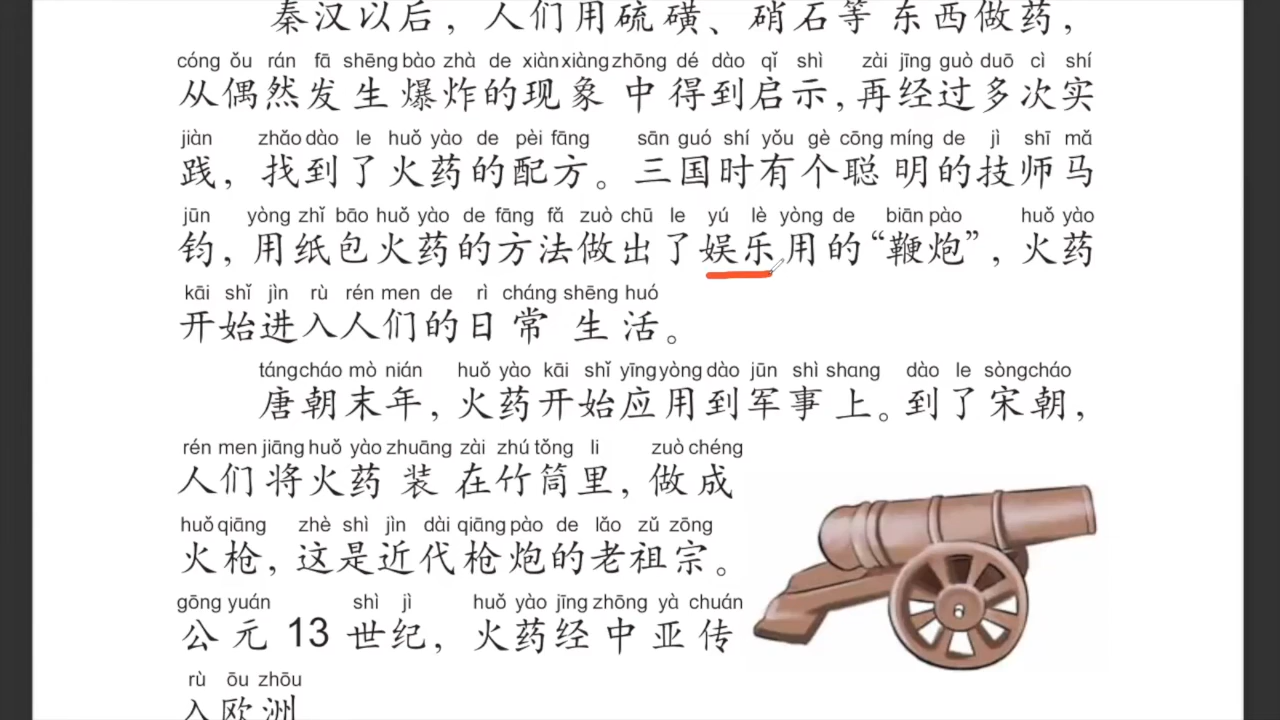 秦汉以后，人们用硫磺、硝石等东西做药，
cóng ǒu rán fā shēng bào zhà de xiàn xiàng zhōng dé dào qǐ shì zài jīng guò duō cì shí
从偶然发生爆炸的现象中得到启示，再经过多次实
jiàn zhǎo dào le huǒ yào de pèi fāng sān guó shí yǒu gè cōng míng de jì shī mǎ
践，找到了火药的配方。三国时有个聪明的技师马
jūn yòng zhǐ bāo huǒ yào de fāng fǎ zuò chū le yú lè yòng de biān pào huǒ yào
钧，用纸包火药的方法做出了娱乐用的“鞭炮”，火药
kāi shǐ jìn rù rén men de rì cháng shēng huó
开始进入人们的日常生活。
táng cháo mò nián huǒ yào kāi shǐ yīng yòng dào jūn shì shang dào le sòng cháo
唐朝末年，火药开始应用到军事上。到了宋朝，
rén men jiāng huǒ yào zhuāng zài zhú tǒng li zuò chéng
人们将火药装在竹筒里，做成
huǒ qiāng zhè shì jìn dài qiāng pào de lǎo zǔ zōng
火枪，这是近代枪炮的老祖宗。
gōng yuán shì jì huǒ yào jīng zhōng yà chuán
公元13世纪，火药经中亚传
rù ōu zhōu
入欧洲